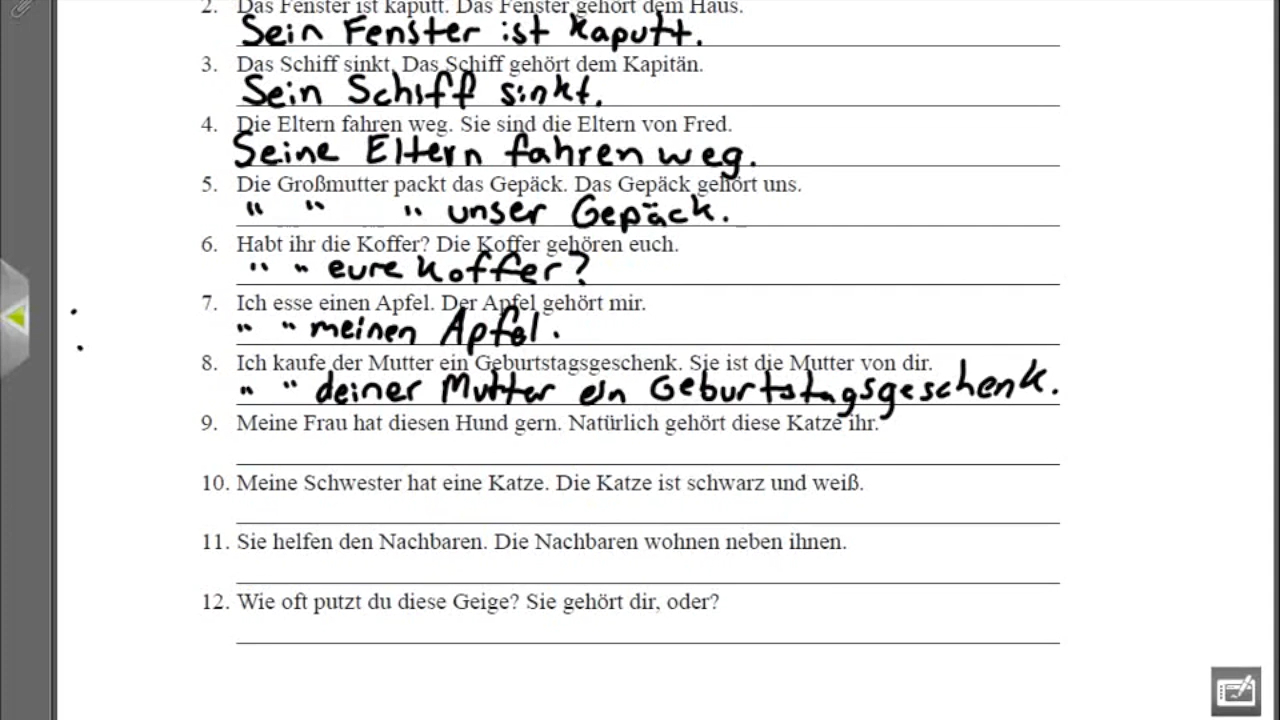 2. Das Fenster ist kaputt. Das Fenster gehört dem Haus.
Sein Fenster ist kaputt.
3. Das Schiff sinkt. Das Schiff gehört dem Kapitän.
Sein Schiff sinkt.
4. Die Eltern fahren weg. Sie sind die Eltern von Fred.
Seine Eltern fahren weg.
5. Die Großmutter packt das Gepäck. Das Gepäck gehört uns.
" " " unser Gepäck.
6. Habt ihr die Koffer? Die Koffer gehören euch.
" " eure Koffer?
7. Ich esse einen Apfel. Der Apfel gehört mir.
" " meinen Apfel.
8. Ich kaufe der Mutter ein Geburtstagsgeschenk. Sie ist die Mutter von dir.
" " deiner Mutter ein Geburtstagsgeschenk.
9. Meine Frau hat diesen Hund gern. Natürlich gehört diese Katze ihr.
10. Meine Schwester hat eine Katze. Die Katze ist schwarz und weiß.
11. Sie helfen den Nachbaren. Die Nachbaren wohnen neben ihnen.
12. Wie oft putzt du diese Geige? Sie gehört dir, oder?